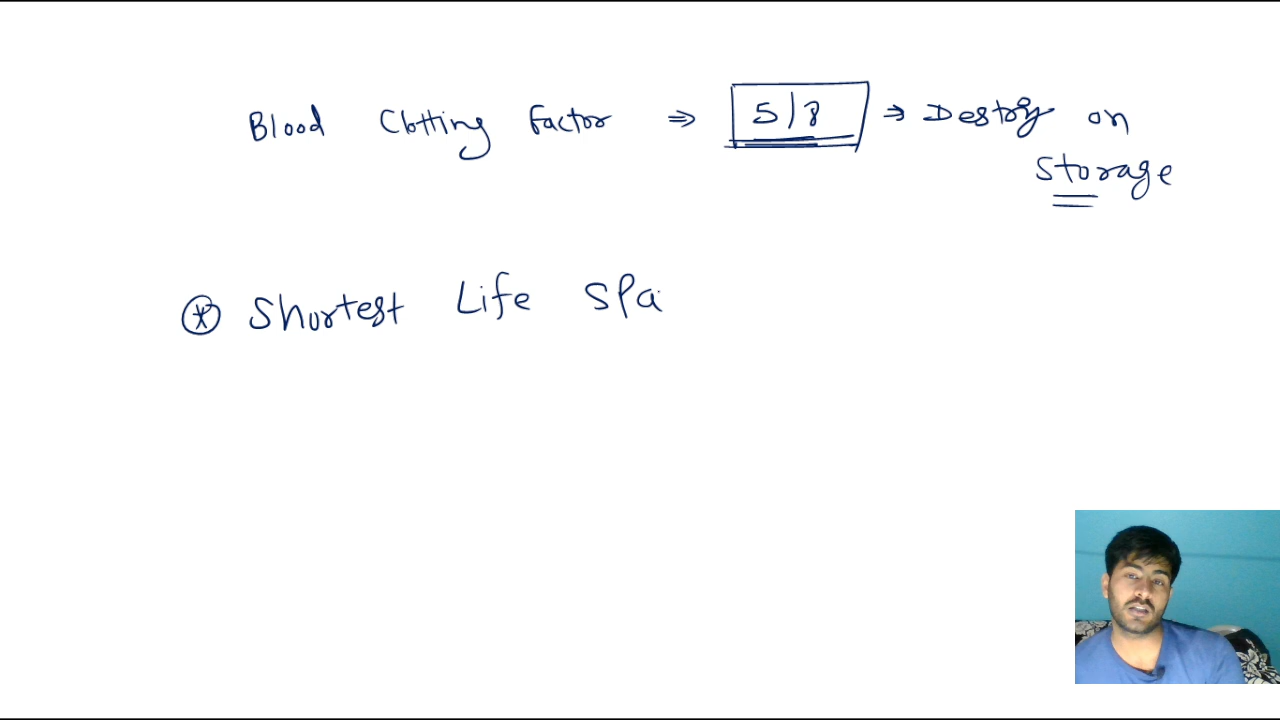 Blood Clotting factor ⇒ 5/8 → Destroy on
Storage
* Shortest Life Spa